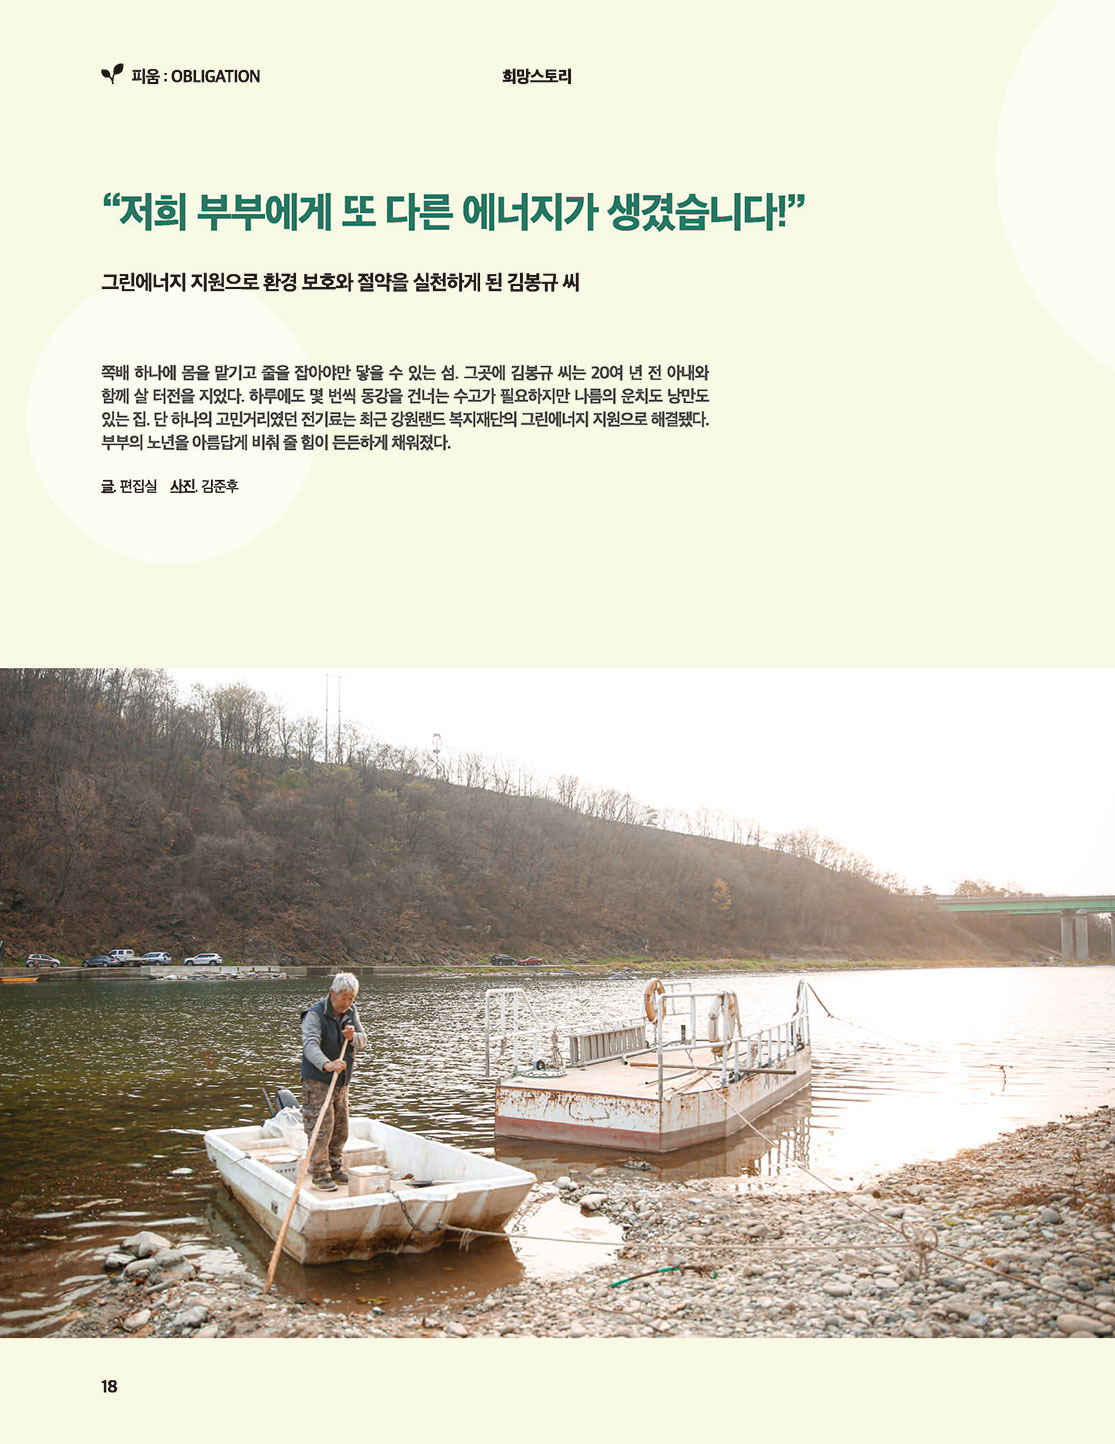 피움 : OBLIGATION
희망스토리
“저희 부부에게 또 다른 에너지가 생겼습니다!”
그린에너지 지원으로 환경 보호와 절약을 실천하게 된 김봉규 씨
쪽배 하나에 몸을 맡기고 줄을 잡아야만 닿을 수 있는 섬. 그곳에 김봉규 씨는 20여 년 전 아내와
함께 살 터전을 지었다. 하루에도 몇 번씩 동강을 건너는 수고가 필요하지만 나름의 운치도 낭만도
있는 집. 단 하나의 고민거리였던 전기료는 최근 강원랜드 복지재단의 그린에너지 지원으로 해결됐다.
부부의 노년을 아름답게 비춰 줄 힘이 든든하게 채워졌다.
글. 편집실 사진. 김준후
18